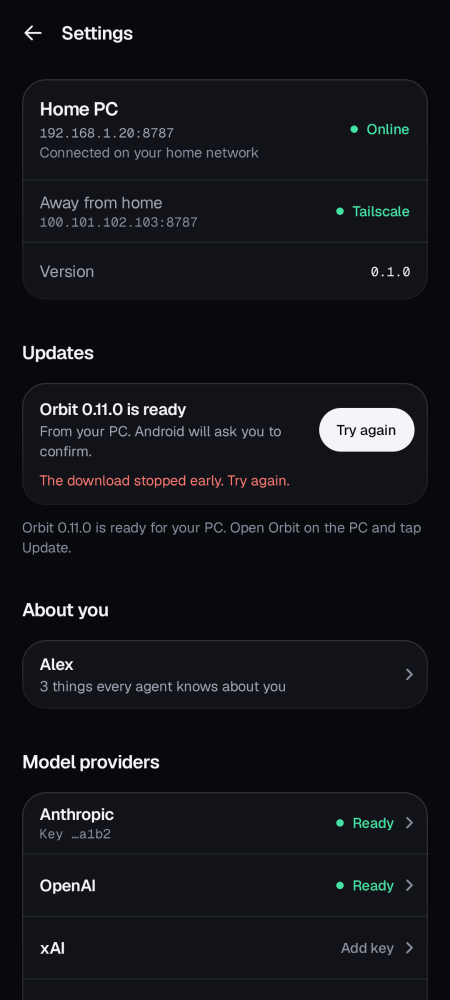 Settings
Home PC
192.168.1.20:8787
Connected on your home network
Online
Away from home
100.101.102.103:8787
Tailscale
Version
0.1.0
Updates
Orbit 0.11.0 is ready
From your PC. Android will ask you to
confirm.
The download stopped early. Try again.
Try again
Orbit 0.11.0 is ready for your PC. Open Orbit on the PC and tap
Update.
About you
Alex
3 things every agent knows about you
Model providers
Anthropic
Key …a1b2
Ready
OpenAI
Ready
xAI
Add key